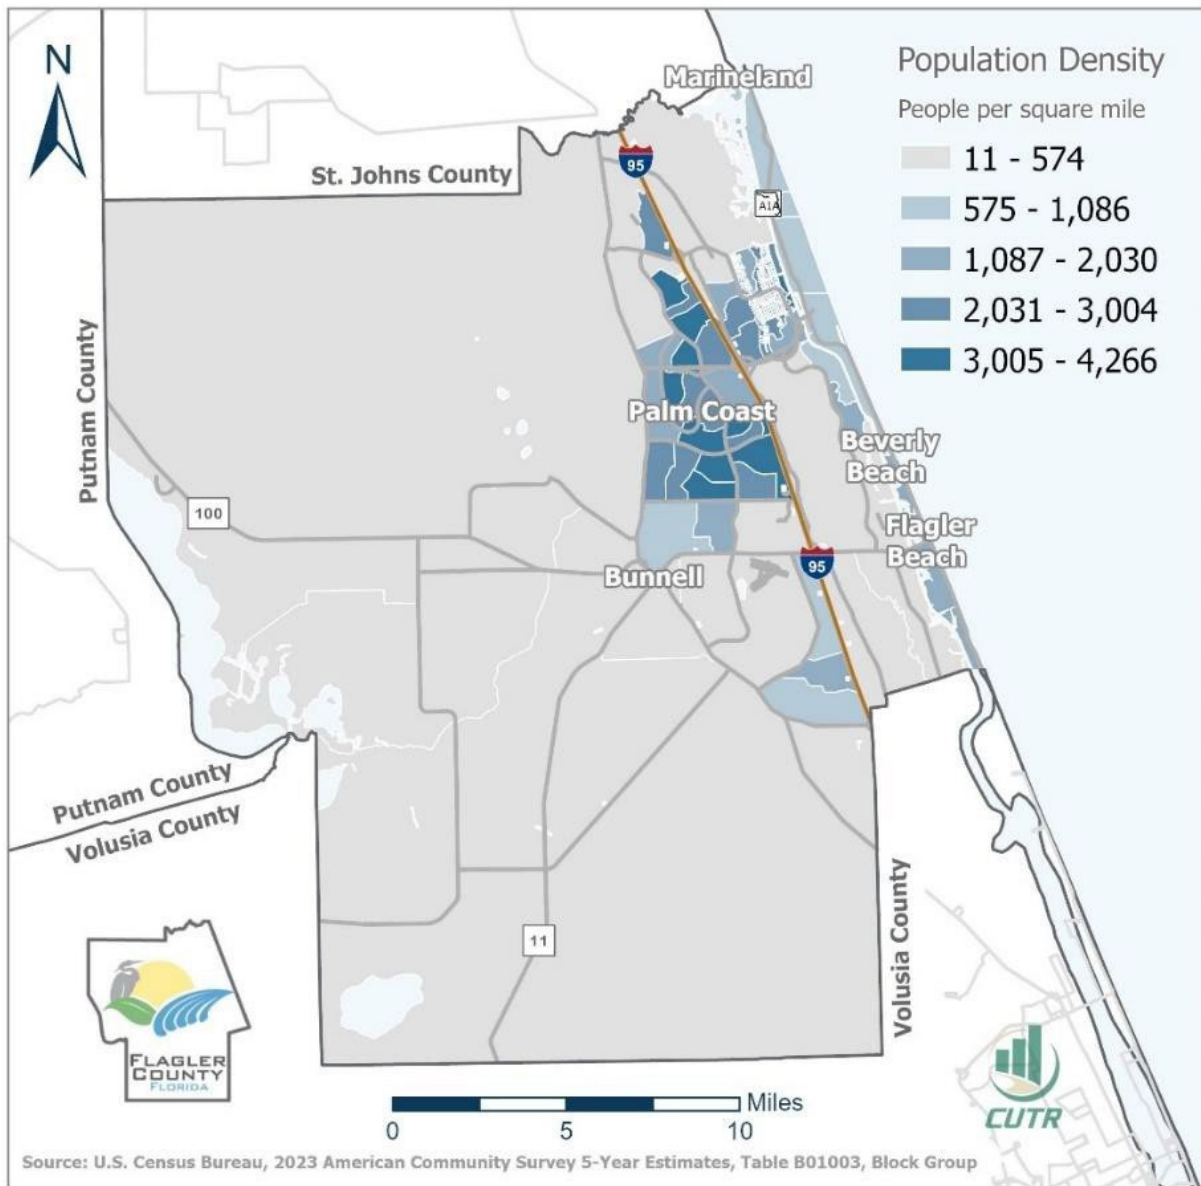 N
Marineland
Population Density
People per square mile
11 - 574
575 - 1,086
1,087 - 2,030
2,031 - 3,004
3,005 - 4,266
St. Johns County
95
A1A
Putnam County
Palm Coast
Beverly
Beach
100
Flagler
Beach
95
Bunnell
Putnam County
Volusia County
Volusia County
11
FLAGLER
COUNTY
FLORIDA
CUTR
Miles
0 5 10
Source: U.S. Census Bureau, 2023 American Community Survey 5-Year Estimates, Table B01003, Block Group